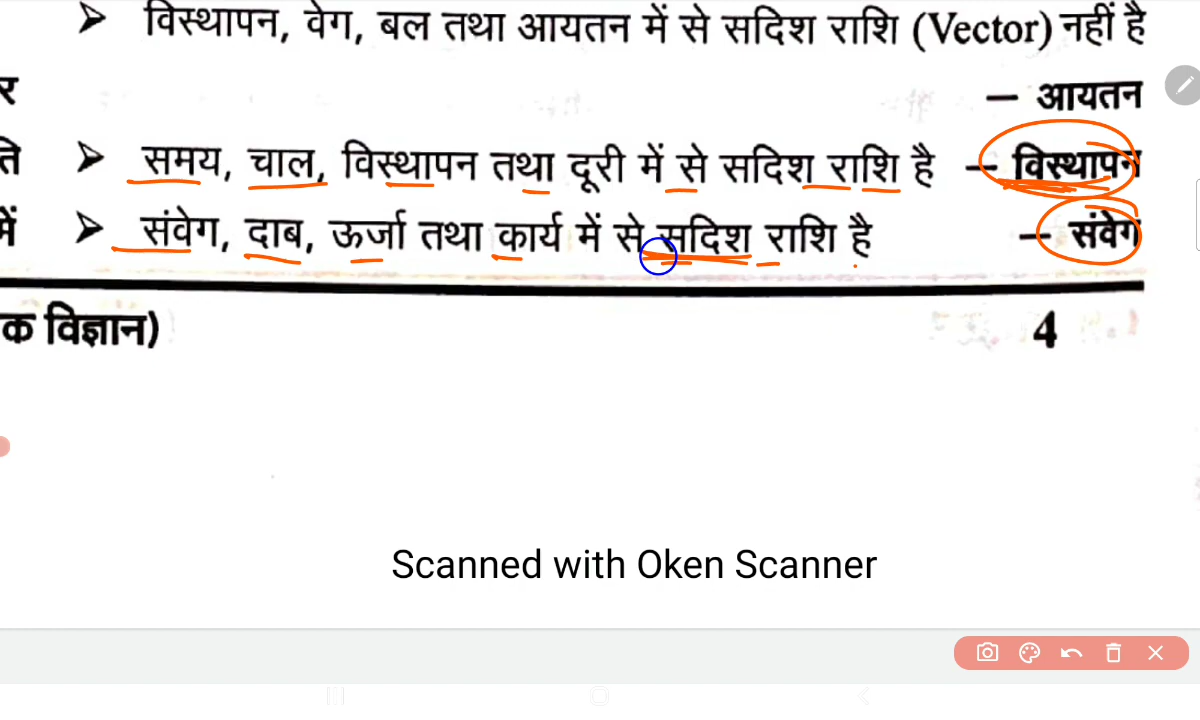 ➤ विस्थापन, वेग, बल तथा आयतन में से सदिश राशि (Vector) नहीं है
र — आयतन
ति ➤ समय, चाल, विस्थापन तथा दूरी में से सदिश राशि है — विस्थापन
में ➤ संवेग, दाब, ऊर्जा तथा कार्य में से सदिश राशि है — संवेग
क विज्ञान) 4
Scanned with Oken Scanner